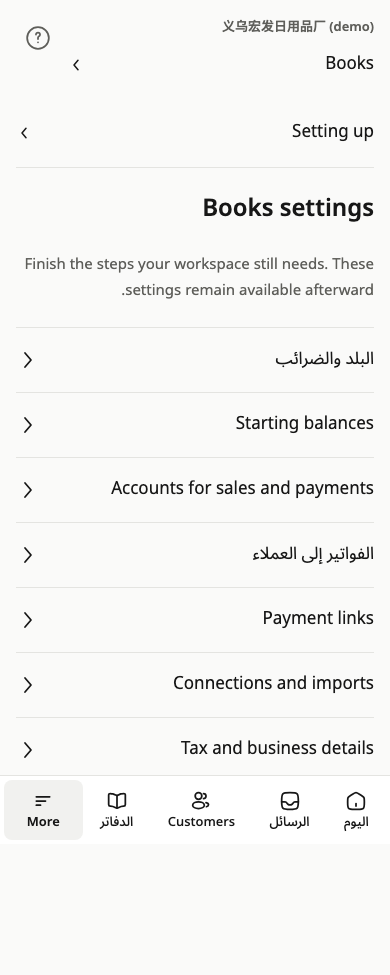 义乌宏发日用品厂 (demo)
Books
Setting up
Books settings
Finish the steps your workspace still needs. These
settings remain available afterward.
البلد والضرائب
Starting balances
Accounts for sales and payments
الفواتير إلى العملاء
Payment links
Connections and imports
Tax and business details
اليوم
الرسائل
Customers
الدفاتر
More